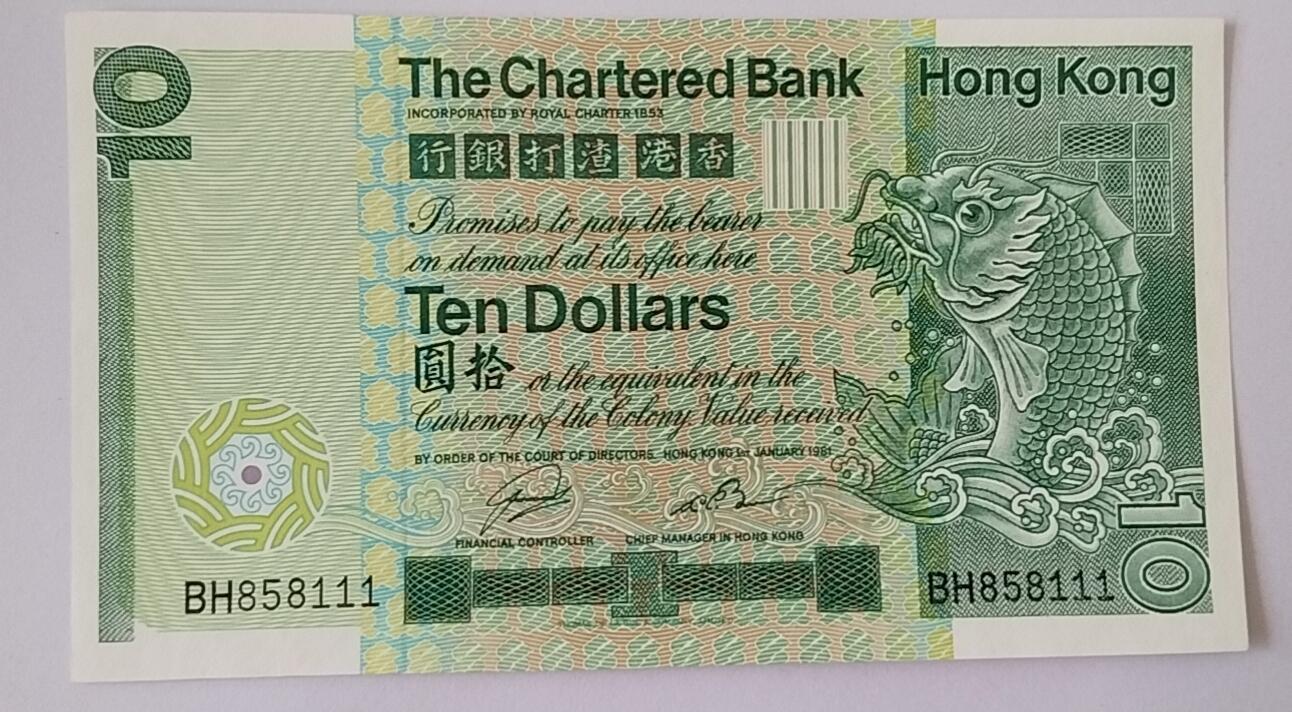 10
The Chartered Bank
Hong Kong
INCORPORATED BY ROYAL CHARTER 1853
行銀打渣港香
Promises to pay the bearer
on demand at its office here
Ten Dollars
圓拾 or the equivalent in the
Currency of the Colony, Value received
BY ORDER OF THE COURT OF DIRECTORS. HONG KONG 1st JANUARY 1981
FINANCIAL CONTROLLER
CHIEF MANAGER IN HONG KONG
BH858111
BH858111
10